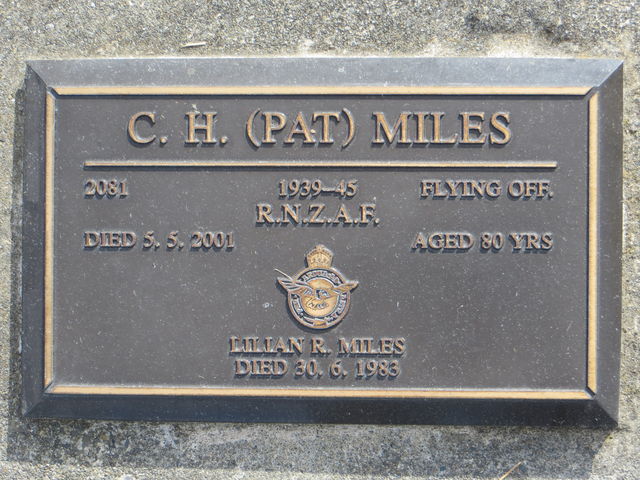 C. H. (PAT) MILES
2081 1939–45 FLYING OFF.
R.N.Z.A.F.
DIED 5. 5. 2001 AGED 80 YRS
LILIAN R. MILES
DIED 30. 6. 1983